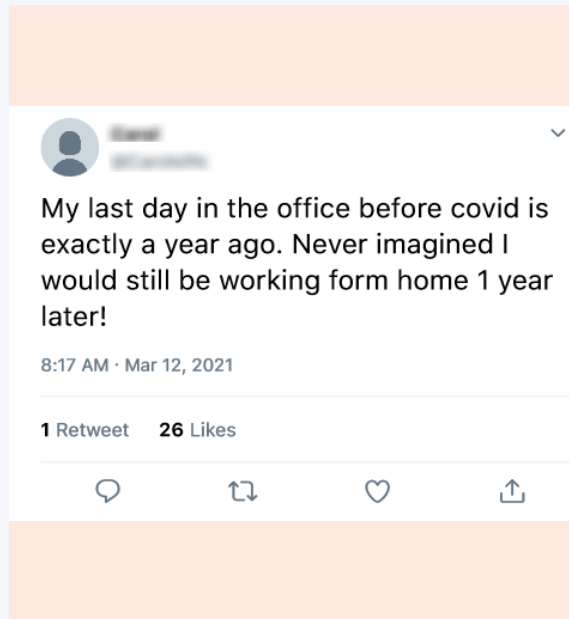 My last day in the office before covid is
exactly a year ago. Never imagined I
would still be working form home 1 year
later!
8:17 AM · Mar 12, 2021
1 Retweet 26 Likes